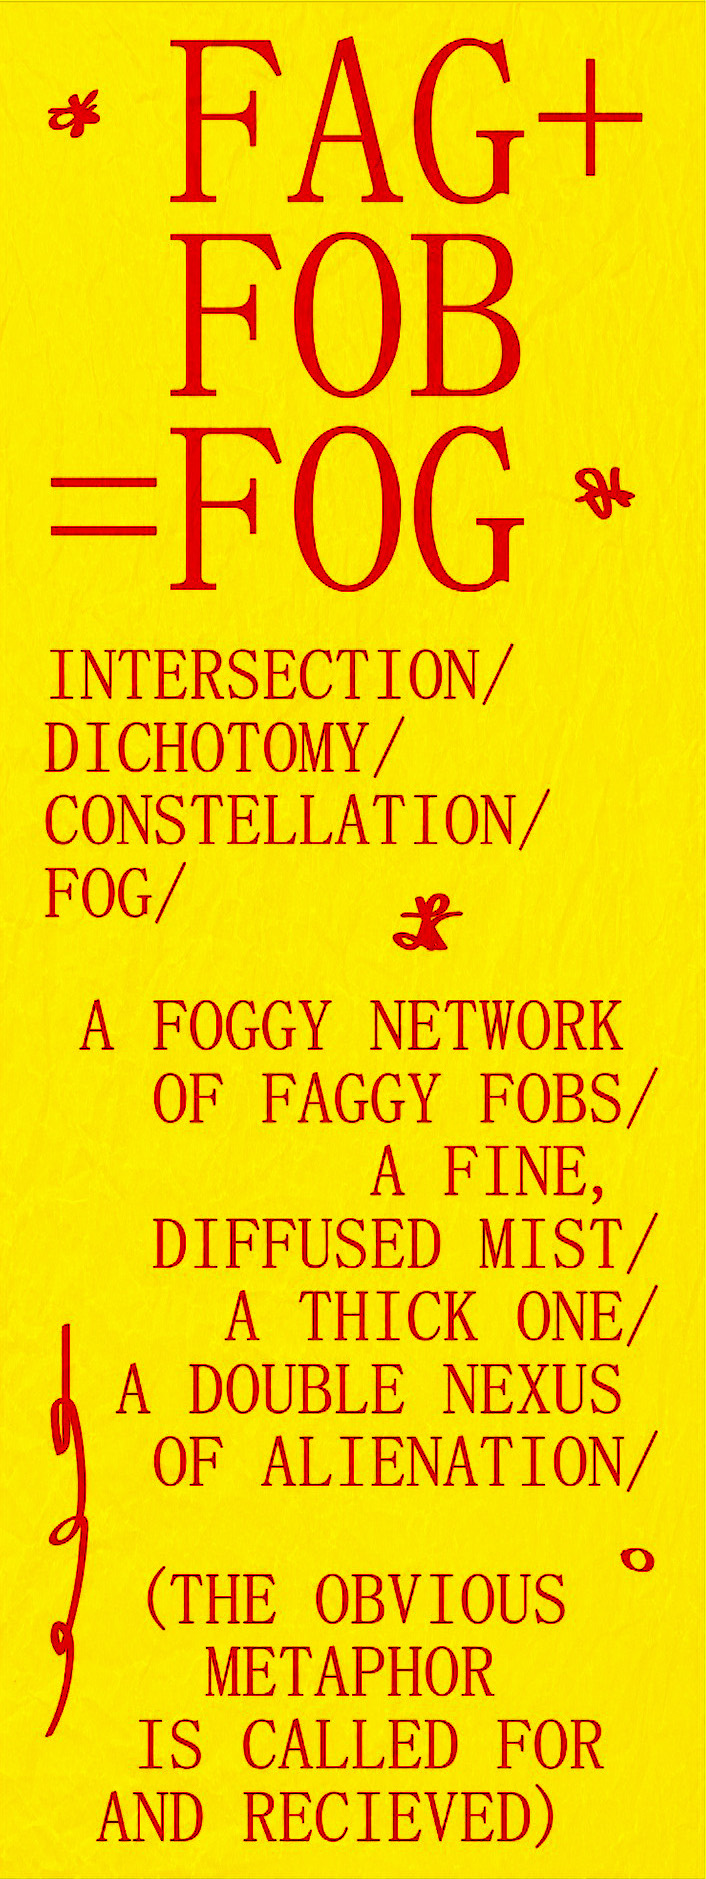 FAG+
FOB
=FOG
INTERSECTION/
DICHOTOMY/
CONSTELLATION/
FOG/
A FOGGY NETWORK
OF FAGGY FOBS/
A FINE,
DIFFUSED MIST/
A THICK ONE/
A DOUBLE NEXUS
OF ALIENATION/
(THE OBVIOUS
METAPHOR
IS CALLED FOR
AND RECIEVED)